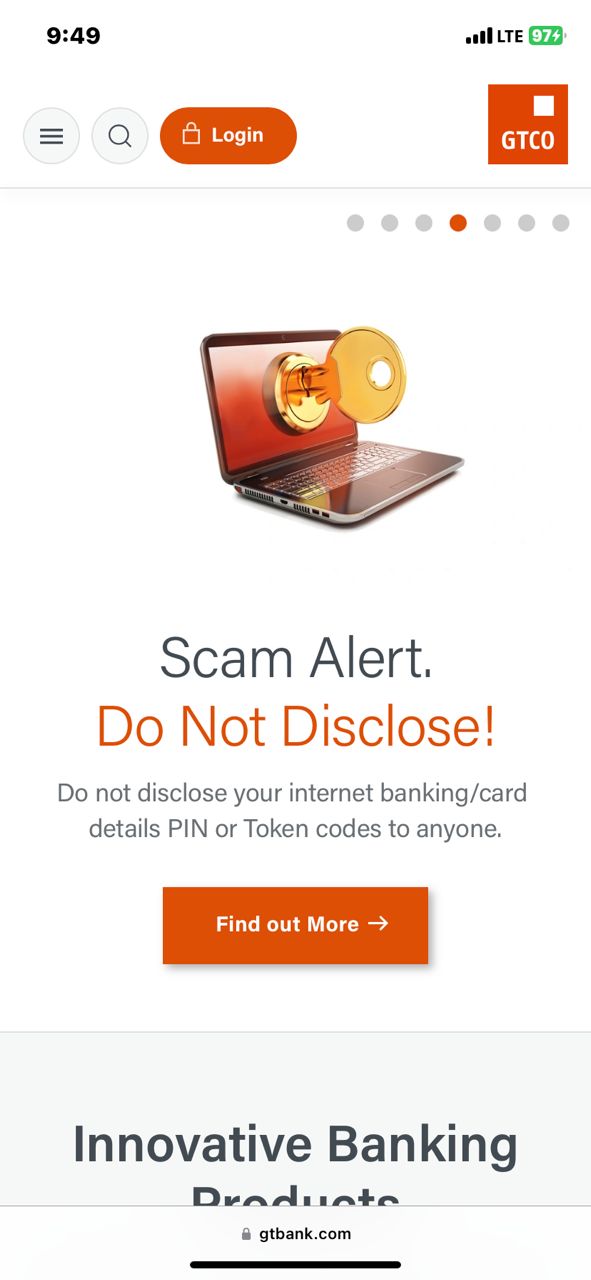 9:49
LTE 97
Login
GTCO
Scam Alert.
Do Not Disclose!
Do not disclose your internet banking/card
details PIN or Token codes to anyone.
Find out More →
Innovative Banking
Products
gtbank.com